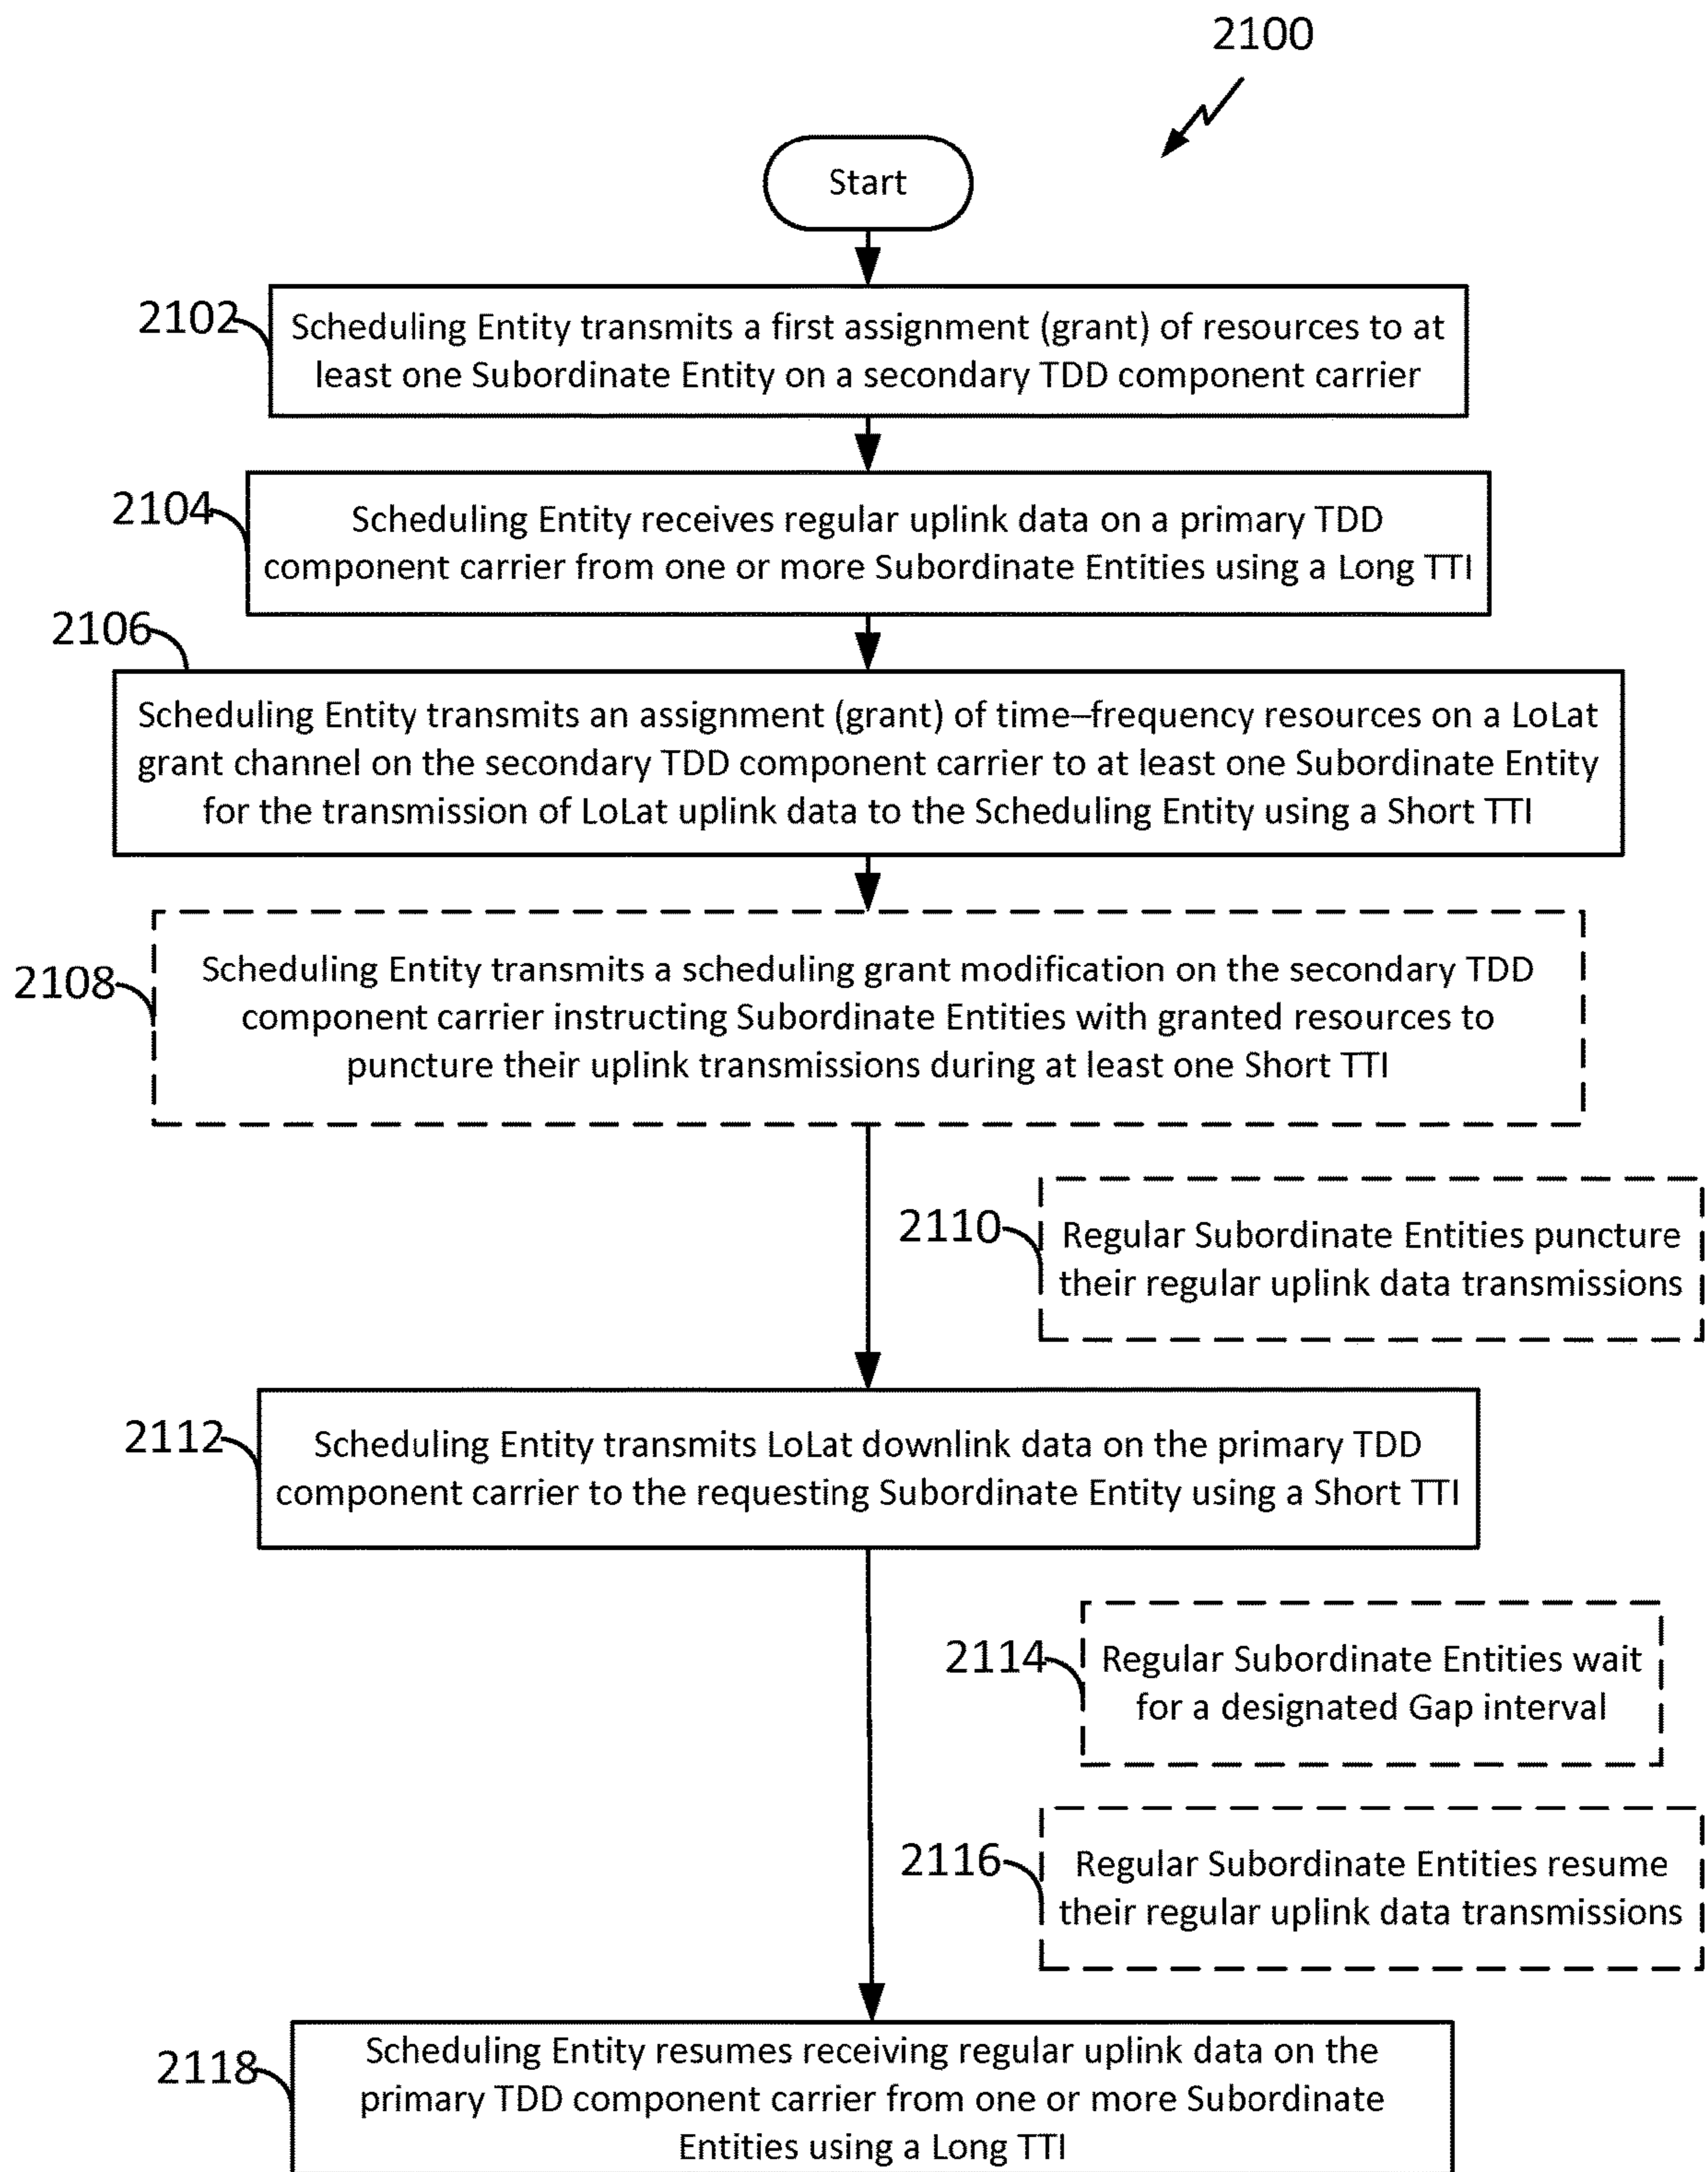 2100
Start
2102
Scheduling Entity transmits a first assignment (grant) of resources to at
least one Subordinate Entity on a secondary TDD component carrier
2104
Scheduling Entity receives regular uplink data on a primary TDD
component carrier from one or more Subordinate Entities using a Long TTI
2106
Scheduling Entity transmits an assignment (grant) of time–frequency resources on a LoLat
grant channel on the secondary TDD component carrier to at least one Subordinate Entity
for the transmission of LoLat uplink data to the Scheduling Entity using a Short TTI
2108
Scheduling Entity transmits a scheduling grant modification on the secondary TDD
component carrier instructing Subordinate Entities with granted resources to
puncture their uplink transmissions during at least one Short TTI
2110
Regular Subordinate Entities puncture
their regular uplink data transmissions
2112
Scheduling Entity transmits LoLat downlink data on the primary TDD
component carrier to the requesting Subordinate Entity using a Short TTI
2114
Regular Subordinate Entities wait
for a designated Gap interval
2116
Regular Subordinate Entities resume
their regular uplink data transmissions
2118
Scheduling Entity resumes receiving regular uplink data on the
primary TDD component carrier from one or more Subordinate
Entities using a Long TTI